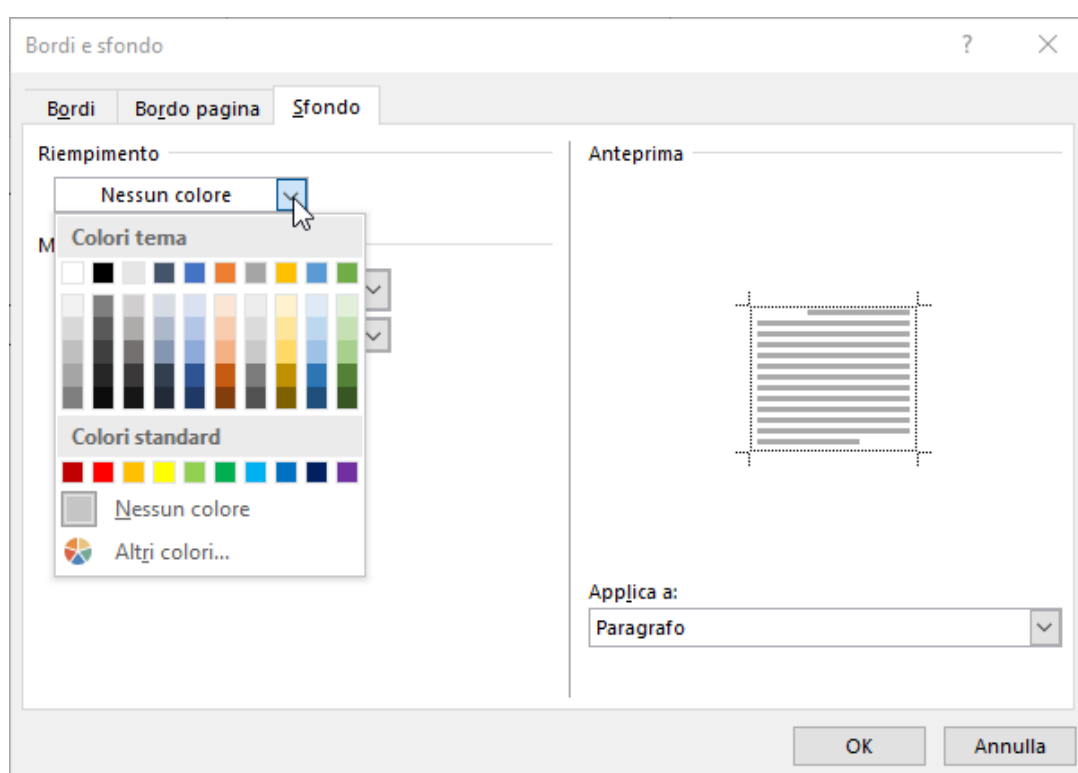 Bordi e sfondo
?
Bordi
Bordo pagina
Sfondo
Riempimento
Nessun colore
M
Colori tema
Colori standard
Nessun colore
Altri colori...
Anteprima
Applica a:
Paragrafo
OK
Annulla